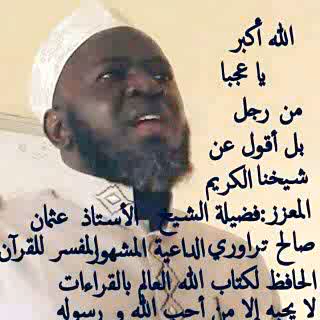 الله أكبر
يا عجبا
من رجل
بل أقول عن
شيخنا الكريم
المعزز:فضيلة الشيخ الأستاذ عثمان
صالح تراوري الداعية المشهور المفسر للقرآن
الحافظ لكتاب الله العالم بالقراءات
لا يحبه إلا من أحب الله و رسوله